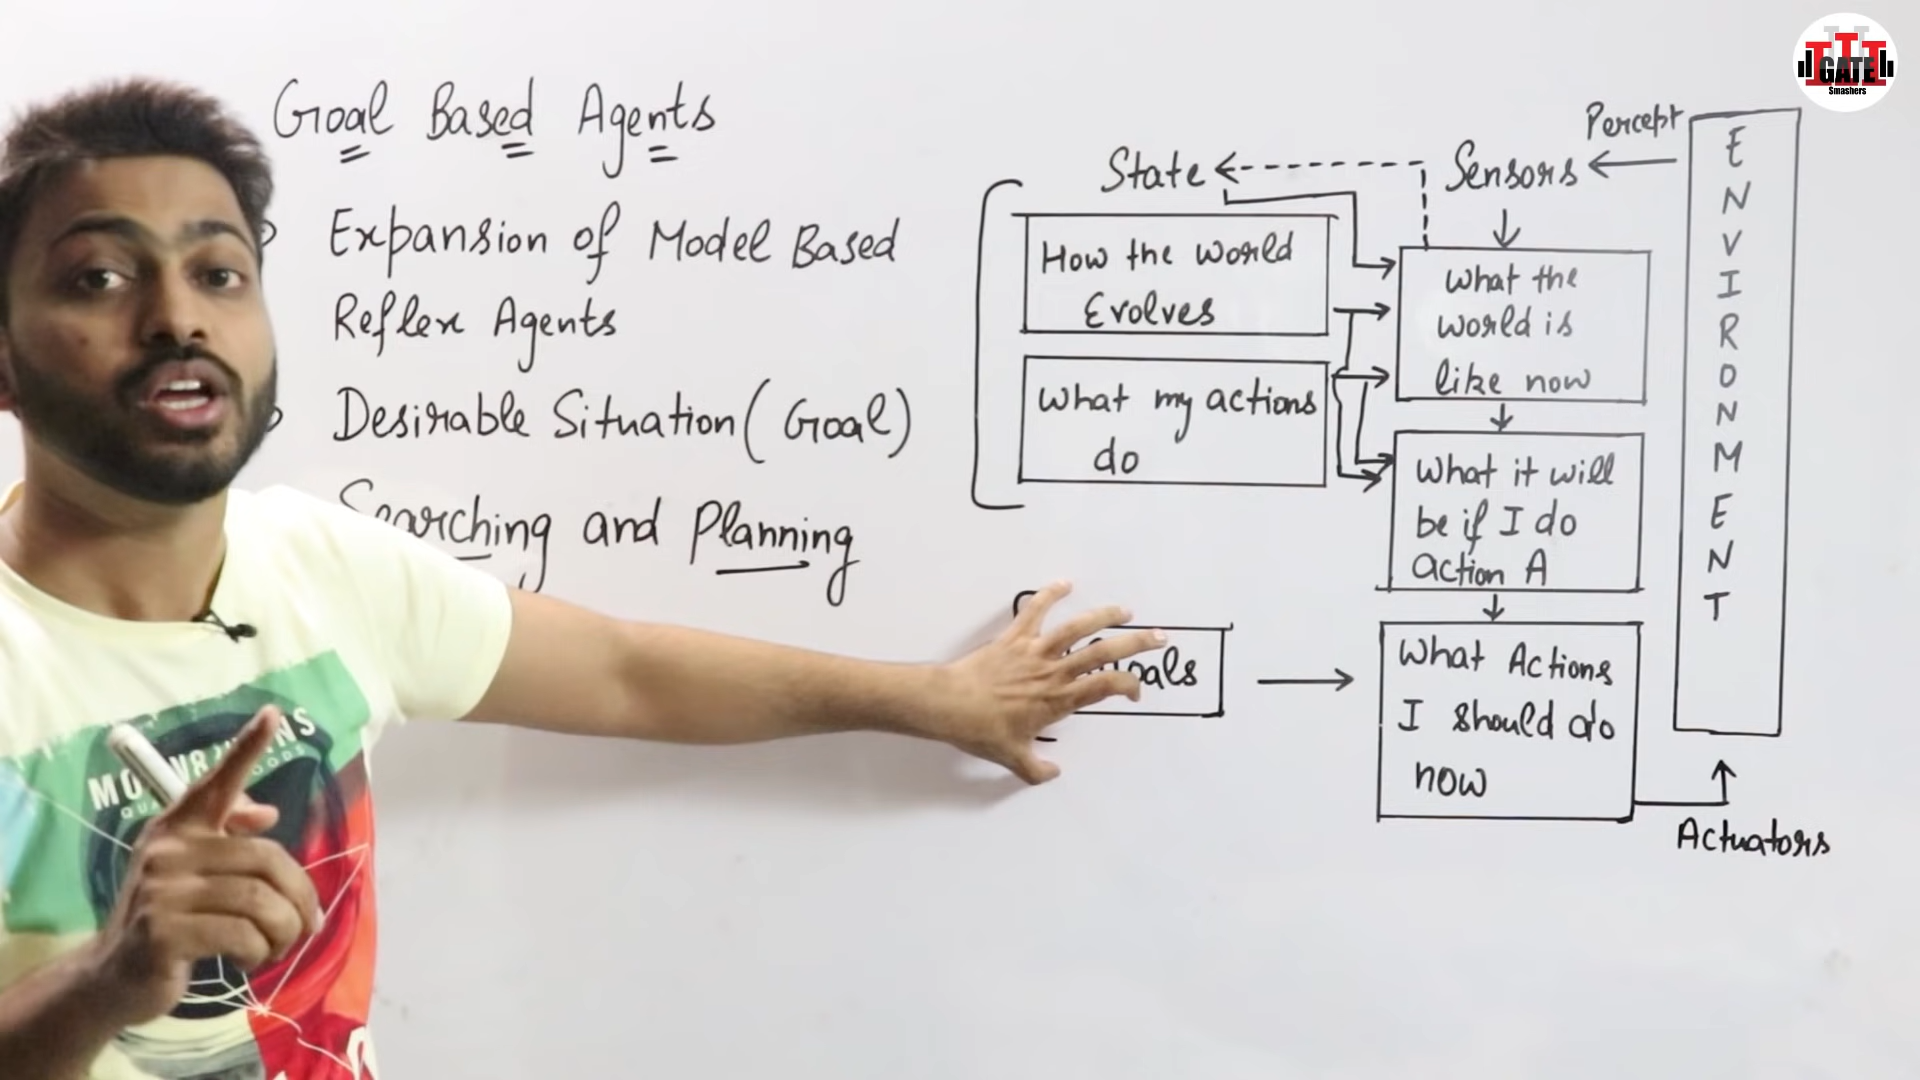 Goal Based Agents
Expansion of Model Based
Reflex Agents
Desirable Situation (Goal)
Searching and Planning
State
Sensors
Percept
How the world
Evolves
What my actions
do
What the
world is
like now
What it will
be if I do
action A
Goals
What Actions
I should do
now
Actuators
ENVIRONMENT
GATE
Smashers